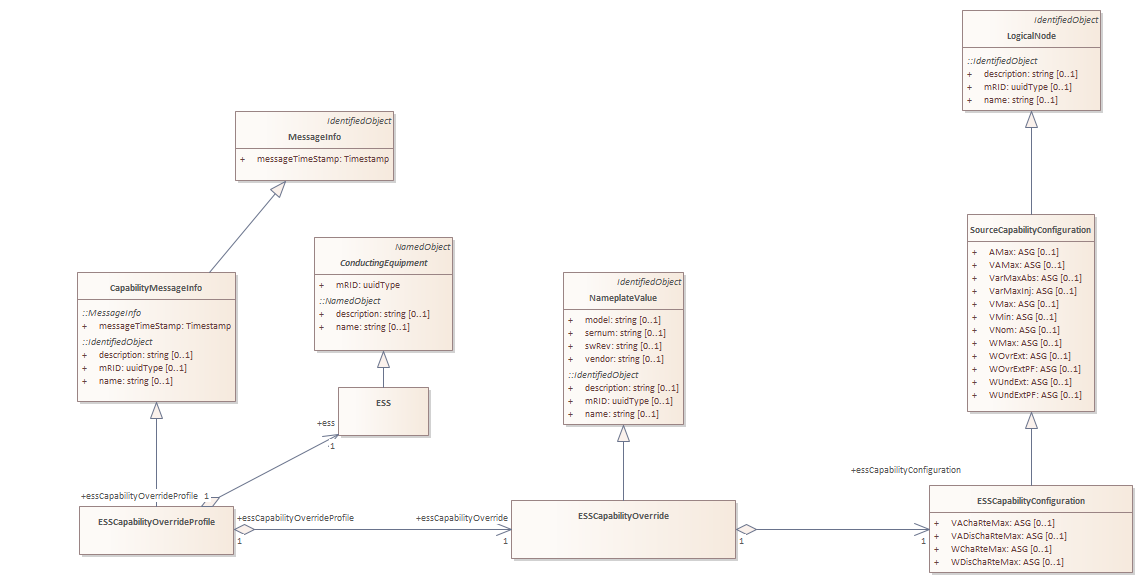 IdentifiedObject
LogicalNode
::IdentifiedObject
+ description: string [0..1]
+ mRID: uuidType [0..1]
+ name: string [0..1]
IdentifiedObject
MessageInfo
+ messageTimeStamp: Timestamp
NamedObject
ConductingEquipment
+ mRID: uuidType
::NamedObject
+ description: string [0..1]
+ name: string [0..1]
CapabilityMessageInfo
::MessageInfo
+ messageTimeStamp: Timestamp
::IdentifiedObject
+ description: string [0..1]
+ mRID: uuidType [0..1]
+ name: string [0..1]
IdentifiedObject
NameplateValue
+ model: string [0..1]
+ sernum: string [0..1]
+ swRev: string [0..1]
+ vendor: string [0..1]
::IdentifiedObject
+ description: string [0..1]
+ mRID: uuidType [0..1]
+ name: string [0..1]
SourceCapabilityConfiguration
+ AMax: ASG [0..1]
+ VAMax: ASG [0..1]
+ VarMaxAbs: ASG [0..1]
+ VarMaxInj: ASG [0..1]
+ VMax: ASG [0..1]
+ VMin: ASG [0..1]
+ VNom: ASG [0..1]
+ WMax: ASG [0..1]
+ WOvrExt: ASG [0..1]
+ WOvrExtPF: ASG [0..1]
+ WUndExt: ASG [0..1]
+ WUndExtPF: ASG [0..1]
ESS
+ess
1
+essCapabilityOverrideProfile 1
ESSCapabilityOverrideProfile
+essCapabilityOverrideProfile
1
+essCapabilityOverride
1
ESSCapabilityOverride
1
+essCapabilityConfiguration
1
ESSCapabilityConfiguration
+ VAChaRteMax: ASG [0..1]
+ VADisChaRteMax: ASG [0..1]
+ WChaRteMax: ASG [0..1]
+ WDisChaRteMax: ASG [0..1]